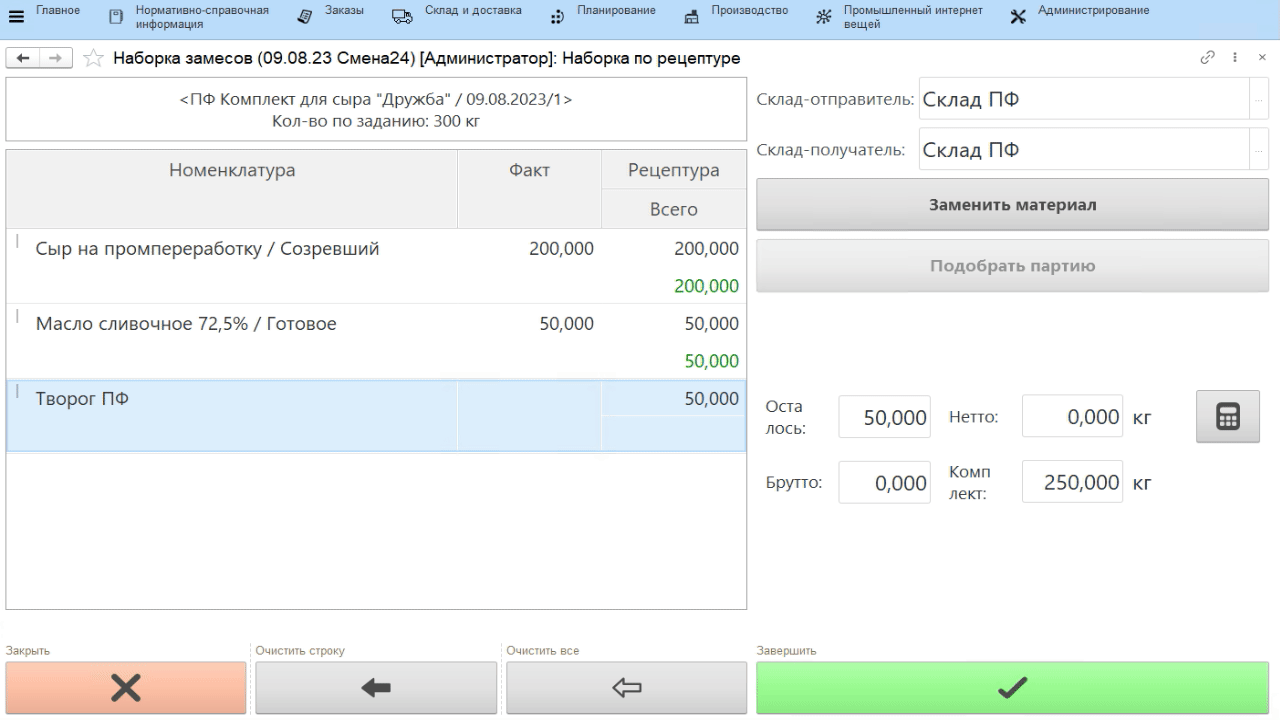 Главное
Нормативно-справочная
информация
Заказы
Склад и доставка
Планирование
Производство
Промышленный интернет
вещей
Администрирование
Наборка замесов (09.08.23 Смена24) [Администратор]: Наборка по рецептуре
<ПФ Комплект для сыра "Дружба" / 09.08.2023/1>
Кол-во по заданию: 300 кг
Склад-отправитель: Склад ПФ ...
Склад-получатель: Склад ПФ ...
Номенклатура Факт Рецептура
Всего
Заменить материал
Сыр на промпереработку / Созревший 200,000 200,000
200,000
Подобрать партию
Масло сливочное 72,5% / Готовое 50,000 50,000
50,000
Творог ПФ 50,000
Оста
лось: 50,000 Нетто: 0,000 кг
Брутто: 0,000 Комп
лект: 250,000 кг
Закрыть
Очистить строку
Очистить все
Завершить